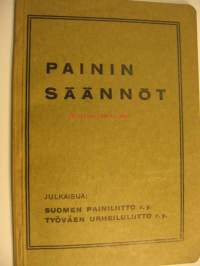 PAININ
SÄÄNNÖT
JULKAISIJA:
SUOMEN PAINILIITTO r. y.
TYÖVÄEN URHEILULIITTO r. y.